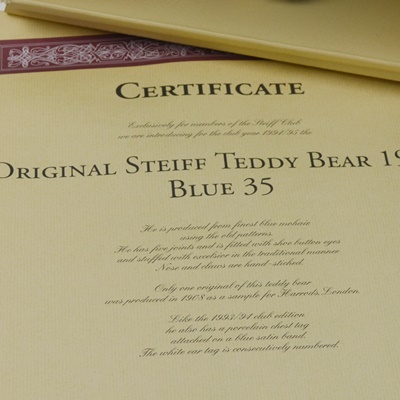 CERTIFICATE
Exclusively for members of the Steiff Club
we are introducing for the club year 1994/95 the
ORIGINAL STEIFF TEDDY BEAR 19
BLUE 35
He is produced from finest blue mohair
using the old patterns.
He has five joints and is fitted with shoe button eyes
and stuffed with excelsior in the traditional manner
Nose and claws are hand-stiched.
Only one original of this teddy bear
was produced in 1908 as a sample for Harrods, London.
Like the 1993/94 club edition
he also has a porcelain chest tag
attached on a blue satin band.
The white ear tag is consecutively numbered.